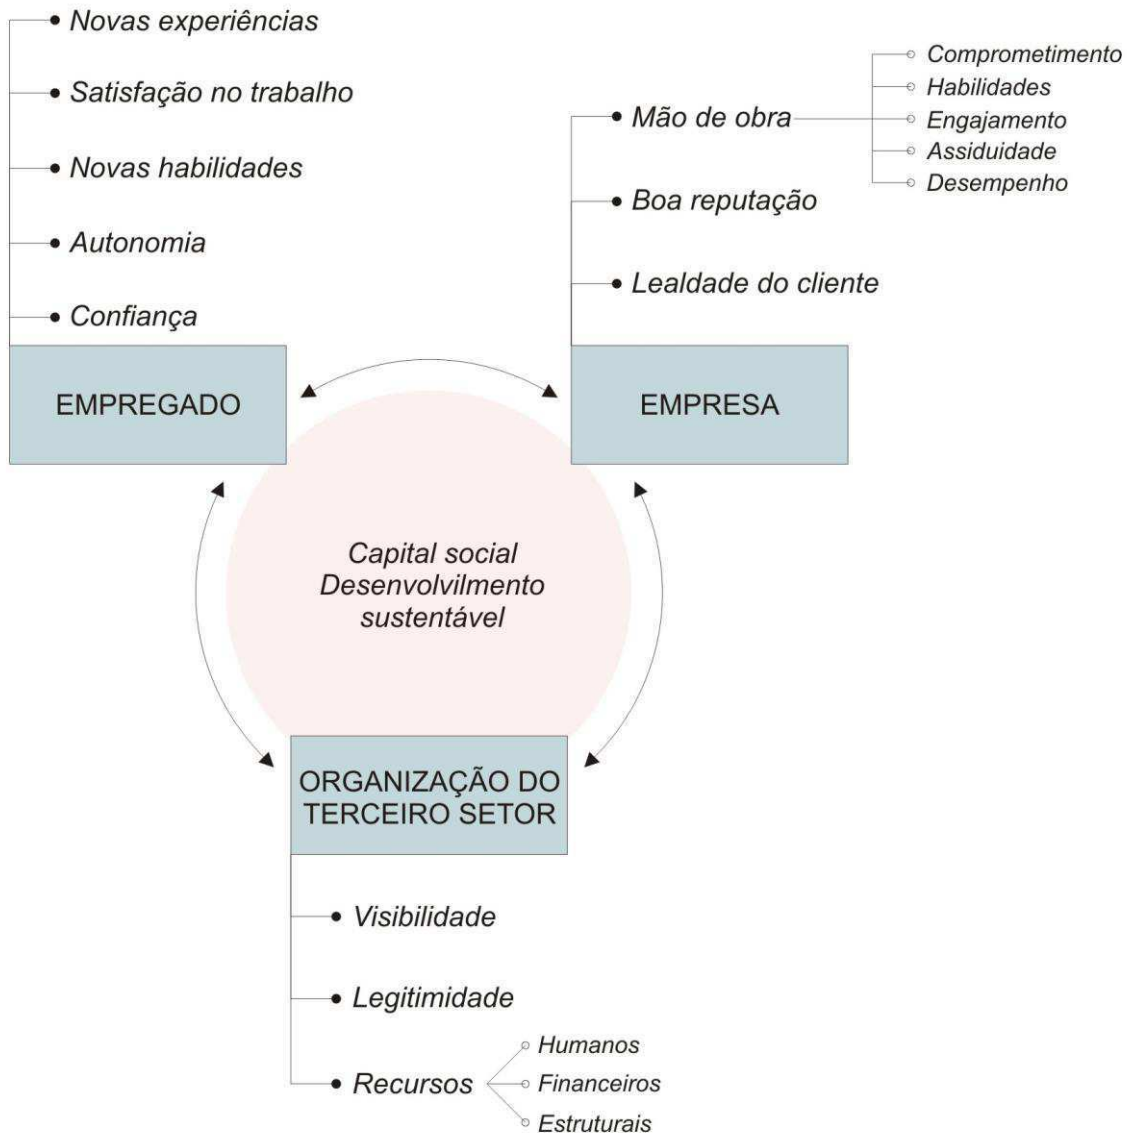 Novas experiências
Satisfação no trabalho
Novas habilidades
Autonomia
Confiança
EMPREGADO
Mão de obra
Comprometimento
Habilidades
Engajamento
Assiduidade
Desempenho
Boa reputação
Lealdade do cliente
EMPRESA
Capital social
Desenvolvilmento
sustentável
ORGANIZAÇÃO DO
TERCEIRO SETOR
Visibilidade
Legitimidade
Recursos
Humanos
Financeiros
Estruturais